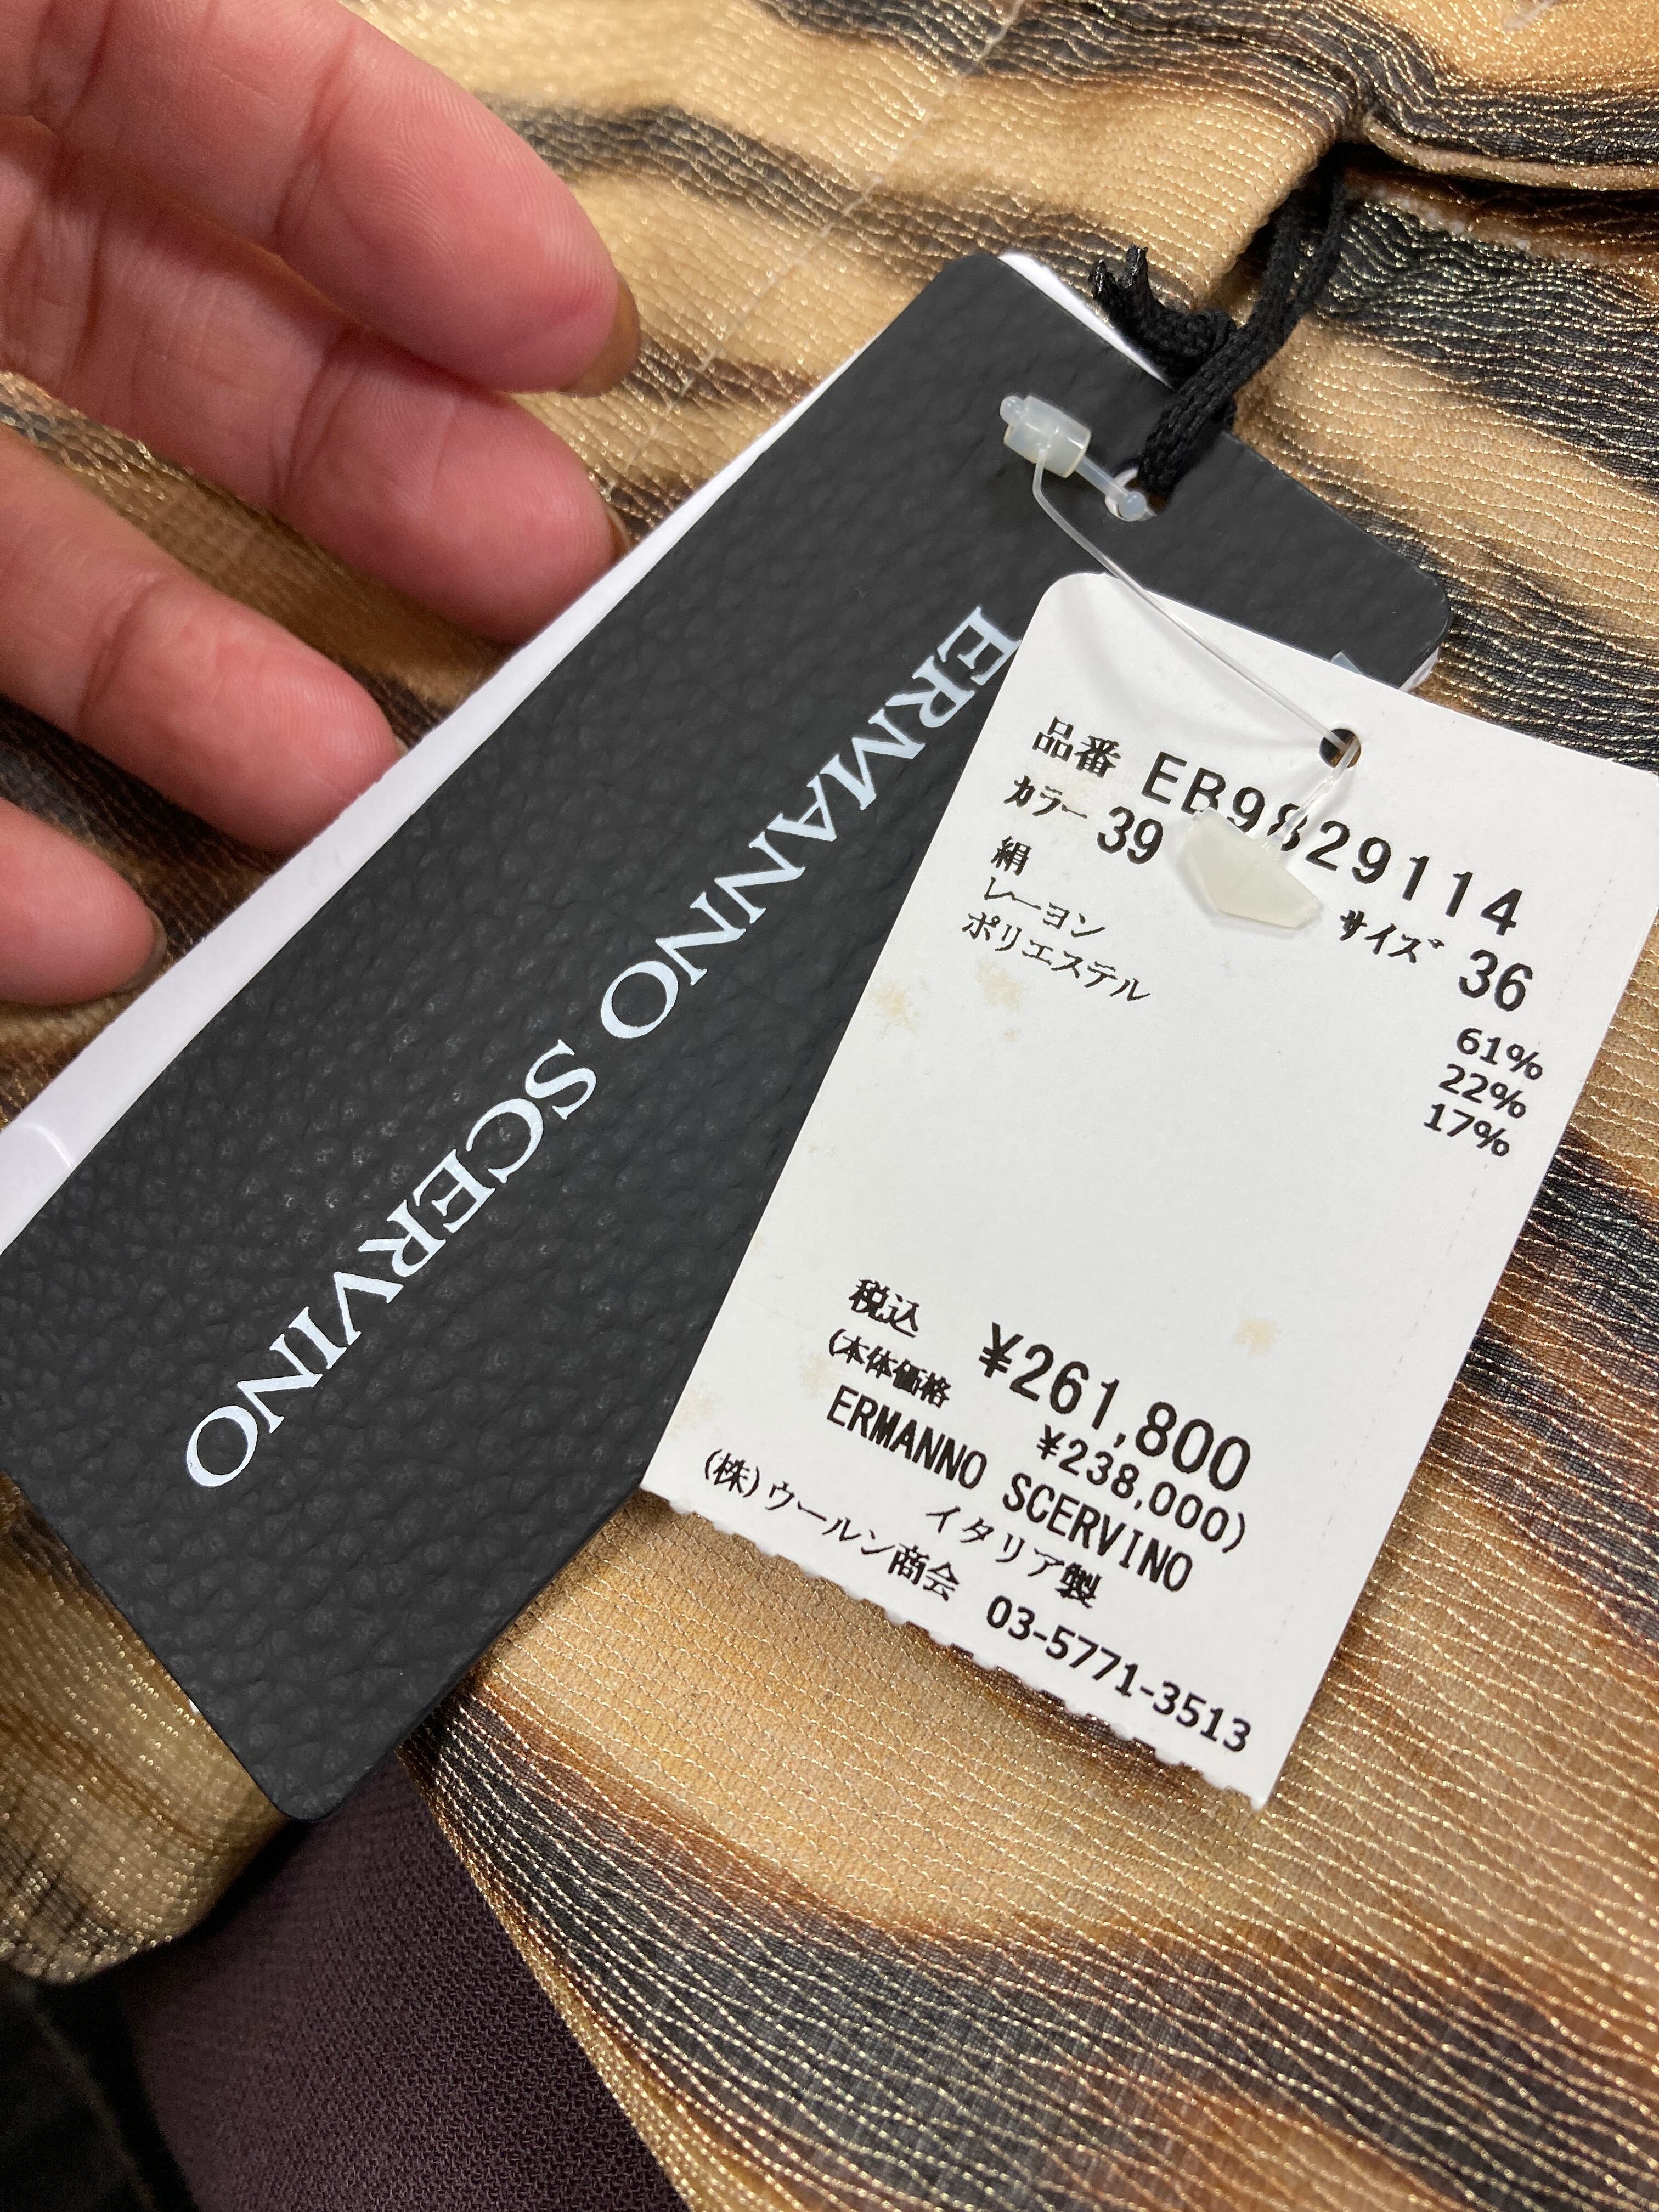 ERMANNO SCERVINO
品番 EB9829114
カラー 39 サイズ 36
絹 61%
レーヨン 22%
ポリエステル 17%
税込 ¥261,800
(本体価格 ¥238,000)
ERMANNO SCERVINO
イタリア製
(株)ウールン商会 03-5771-3513